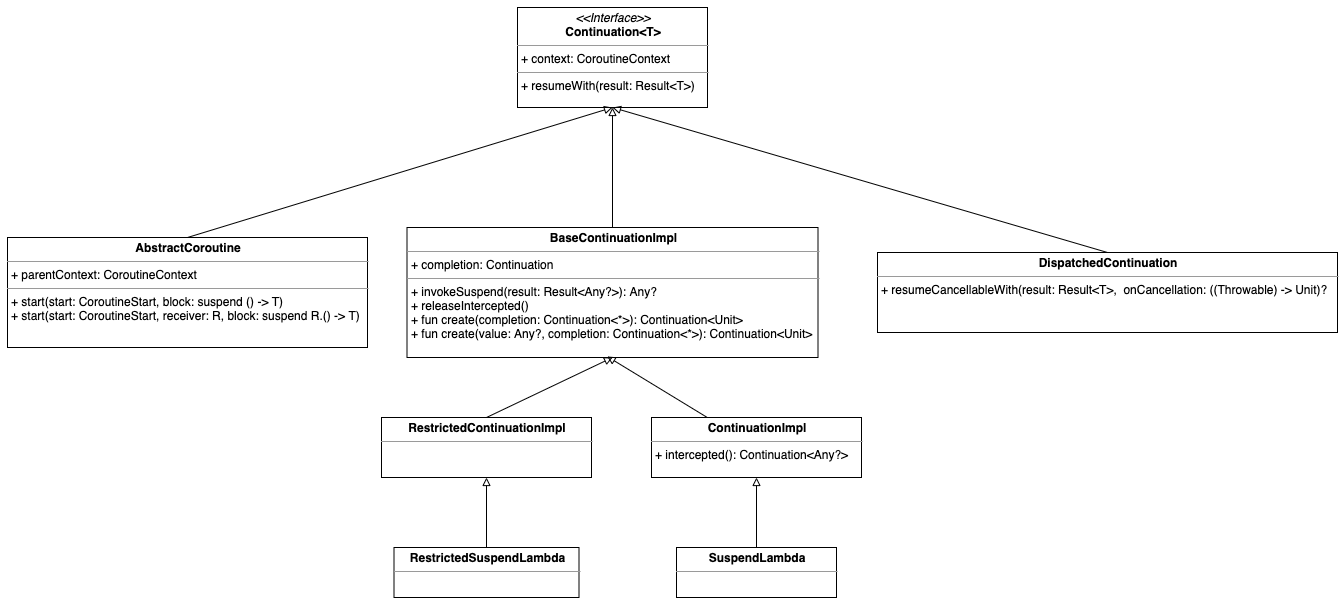 <<Interface>>
Continuation<T>
+ context: CoroutineContext
+ resumeWith(result: Result<T>)
AbstractCoroutine
+ parentContext: CoroutineContext
+ start(start: CoroutineStart, block: suspend () -> T)
+ start(start: CoroutineStart, receiver: R, block: suspend R.() -> T)
BaseContinuationImpl
+ completion: Continuation
+ invokeSuspend(result: Result<Any?>): Any?
+ releaseIntercepted()
+ fun create(completion: Continuation<*>): Continuation<Unit>
+ fun create(value: Any?, completion: Continuation<*>): Continuation<Unit>
DispatchedContinuation
+ resumeCancellableWith(result: Result<T>,  onCancellation: ((Throwable) -> Unit)?
RestrictedContinuationImpl
ContinuationImpl
+ intercepted(): Continuation<Any?>
RestrictedSuspendLambda
SuspendLambda